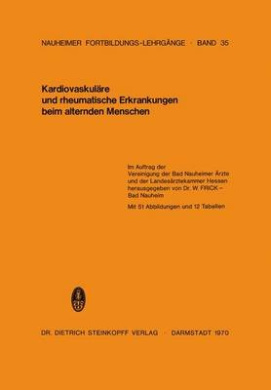 NAUHEIMER FORTBILDUNGS-LEHRGÄNGE · BAND 35
Kardiovaskuläre
und rheumatische Erkrankungen
beim alternden Menschen
Im Auftrag der
Vereinigung der Bad Nauheimer Ärzte
und der Landesärztekammer Hessen
herausgegeben von Dr. W. FRICK –
Bad Nauheim
Mit 51 Abbildungen und 12 Tabellen
DR. DIETRICH STEINKOPFF VERLAG · DARMSTADT 1970